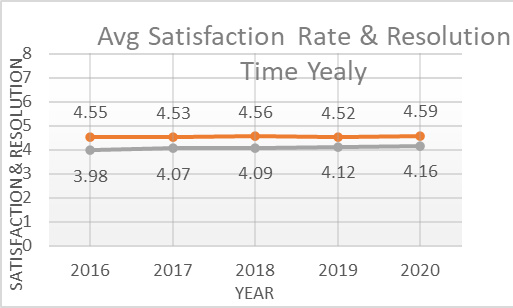 Avg Satisfaction Rate & Resolution
Time Yealy
SATISFACTION & RESOLUTION
8
7
6
5
4
3
2
1
0
4.55 4.53 4.56 4.52 4.59
3.98 4.07 4.09 4.12 4.16
2016 2017 2018 2019 2020
YEAR